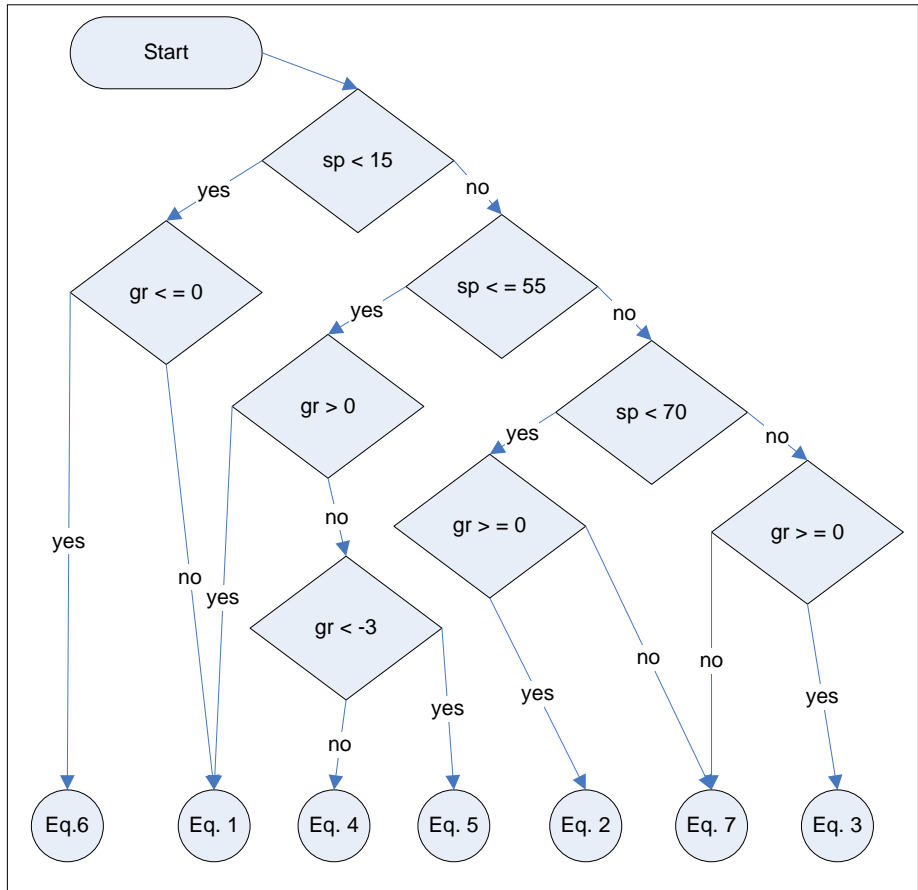 Start
sp < 15
yes
no
gr < = 0
sp < = 55
yes
no
gr > 0
sp < 70
yes
no
no
gr > = 0
gr > = 0
yes
no
yes
gr < -3
no
no
yes
yes
yes
no
Eq.6
Eq. 1
Eq. 4
Eq. 5
Eq. 2
Eq. 7
Eq. 3